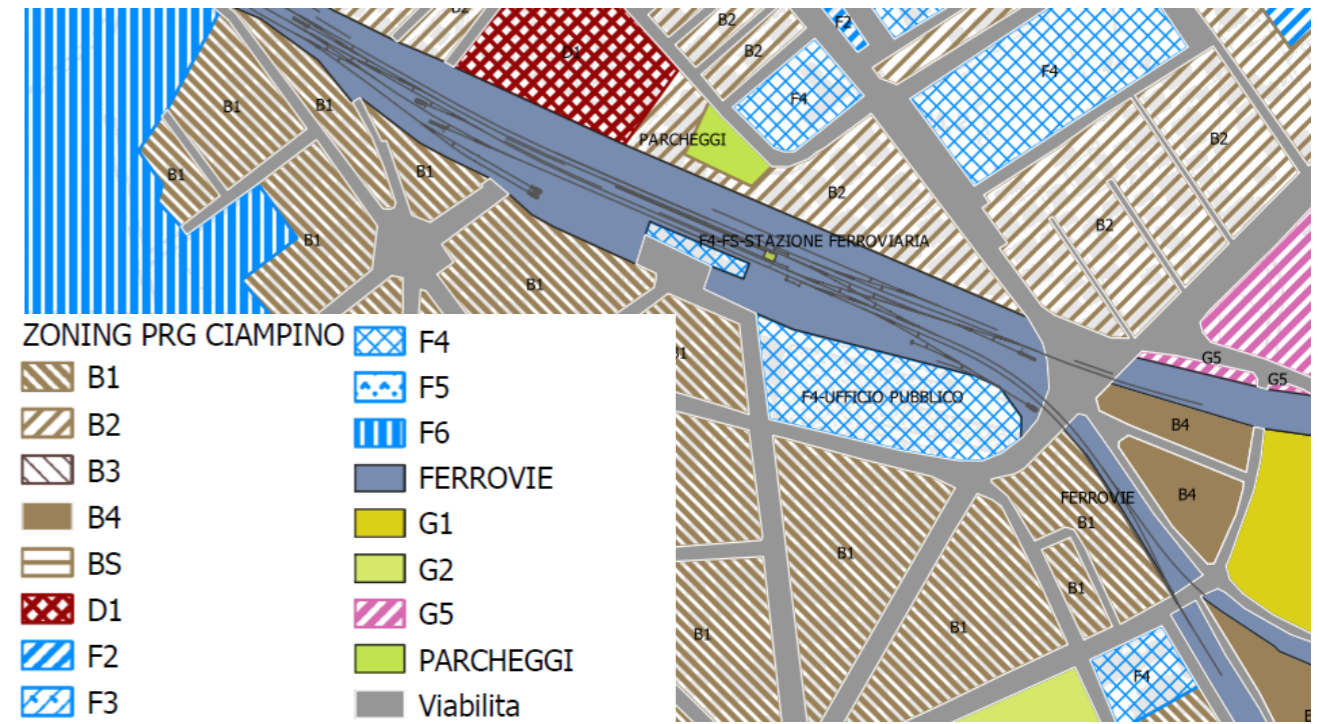 B2
B2
F2
D1
B2
F4
F4
B1
B1
PARCHEGGI
B2
B1
B1
B2
B2
B1
F4-FS-STAZIONE FERROVIARIA
B1
ZONING PRG CIAMPINO
B1
B2
B3
B4
BS
D1
F2
F3
F4
F5
F6
FERROVIE
G1
G2
G5
PARCHEGGI
Viabilita
B1
G5
G5
F4-UFFICIO PUBBLICO
B4
B4
FERROVIE
B1
B1
B1
B1
B1
F4